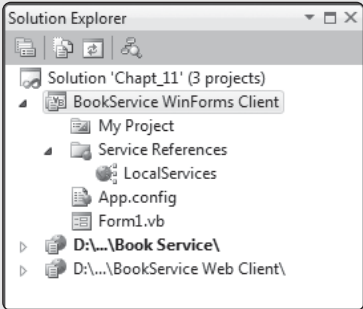 Solution Explorer
Solution 'Chapt_11' (3 projects)
BookService WinForms Client
My Project
Service References
LocalServices
App.config
Form1.vb
D:\...\Book Service\
D:\...\BookService Web Client\